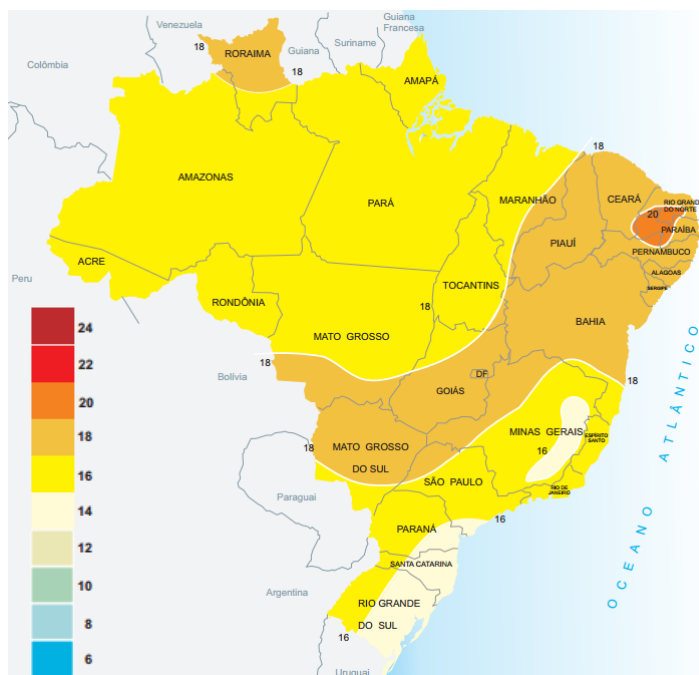 Venezuela
Guiana
Francesa
18
RORAIMA
Guiana
Suriname
Colômbia
18
AMAPÁ
18
AMAZONAS
PARÁ
MARANHÃO
CEARÁ
RIO GRANDE
DO NORTE
20
PARAÍBA
PIAUÍ
PERNAMBUCO
ACRE
ALAGOAS
Peru
RONDÔNIA
TOCANTINS
SERGIPE
18
BAHIA
MATO GROSSO
24
22
20
18
16
14
12
10
8
6
18
Bolívia
GOIÁS
DF
18
MINAS GERAIS
ESPÍRITO
SANTO
18
MATO GROSSO
DO SUL
16
SÃO PAULO
RIO DE
JANEIRO
Paraguai
PARANÁ
16
SANTA CATARINA
Argentina
RIO GRANDE
DO SUL
16
Uruguai
OCEANO ATLÂNTICO